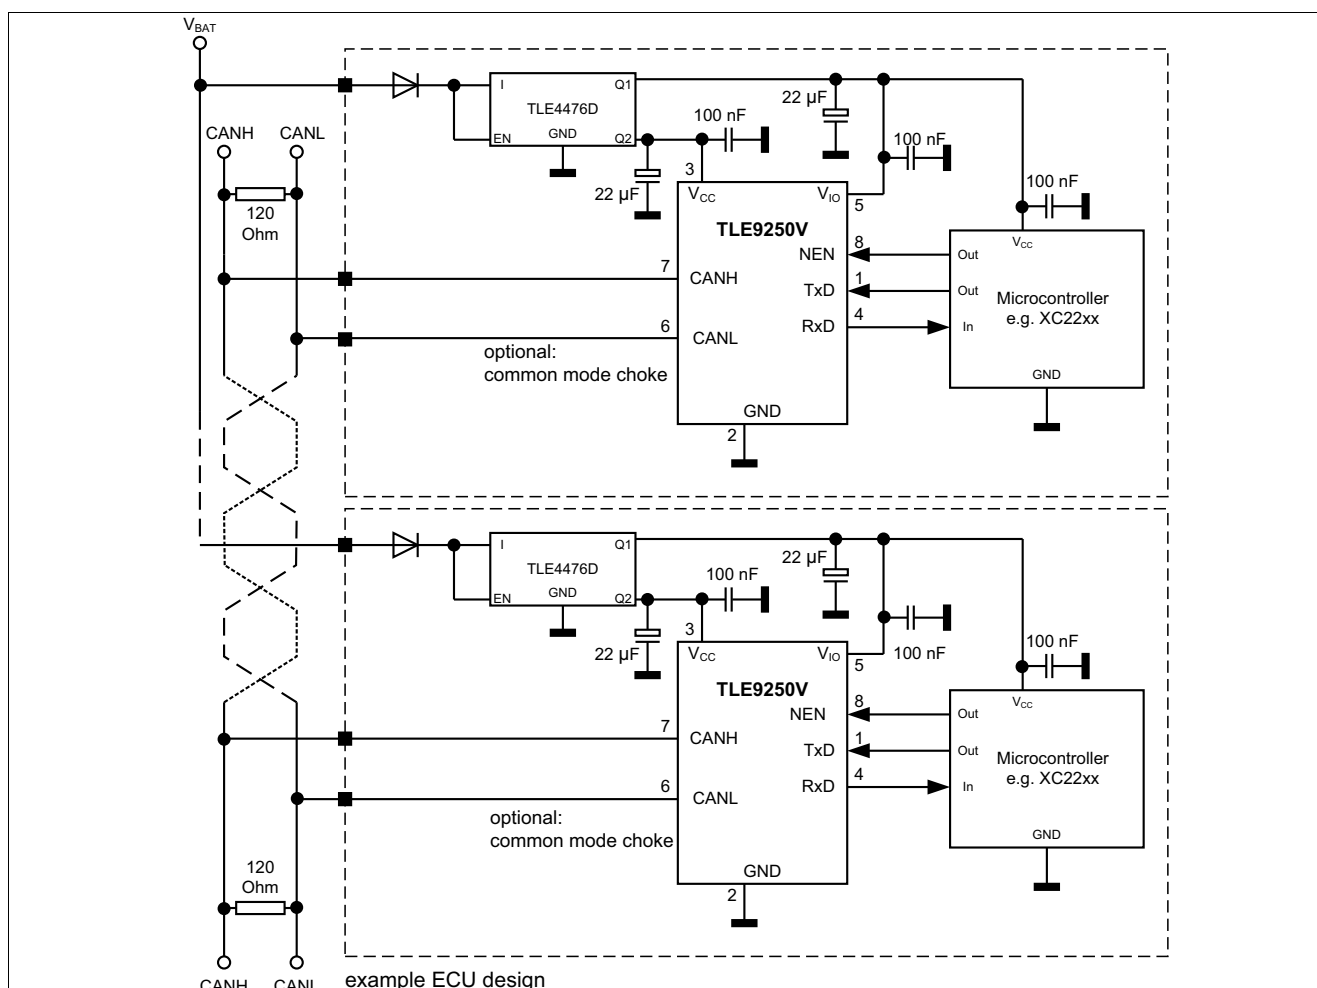 VBAT
CANH CANL
120
Ohm
I
Q1
TLE4476D
EN
GND
Q2
100 nF
22 µF
100 nF
22 µF
3
VCC
VIO
5
100 nF
TLE9250V
NEN
8
Out
VCC
7
CANH
TxD
1
Out
Microcontroller
e.g. XC22xx
RxD
4
In
6
CANL
optional:
common mode choke
GND
2
GND
I
Q1
TLE4476D
EN
GND
Q2
100 nF
22 µF
100 nF
22 µF
3
VCC
VIO
5
100 nF
TLE9250V
NEN
8
Out
VCC
7
CANH
TxD
1
Out
Microcontroller
e.g. XC22xx
RxD
4
In
6
CANL
optional:
common mode choke
GND
2
GND
120
Ohm
CANH CANL
example ECU design